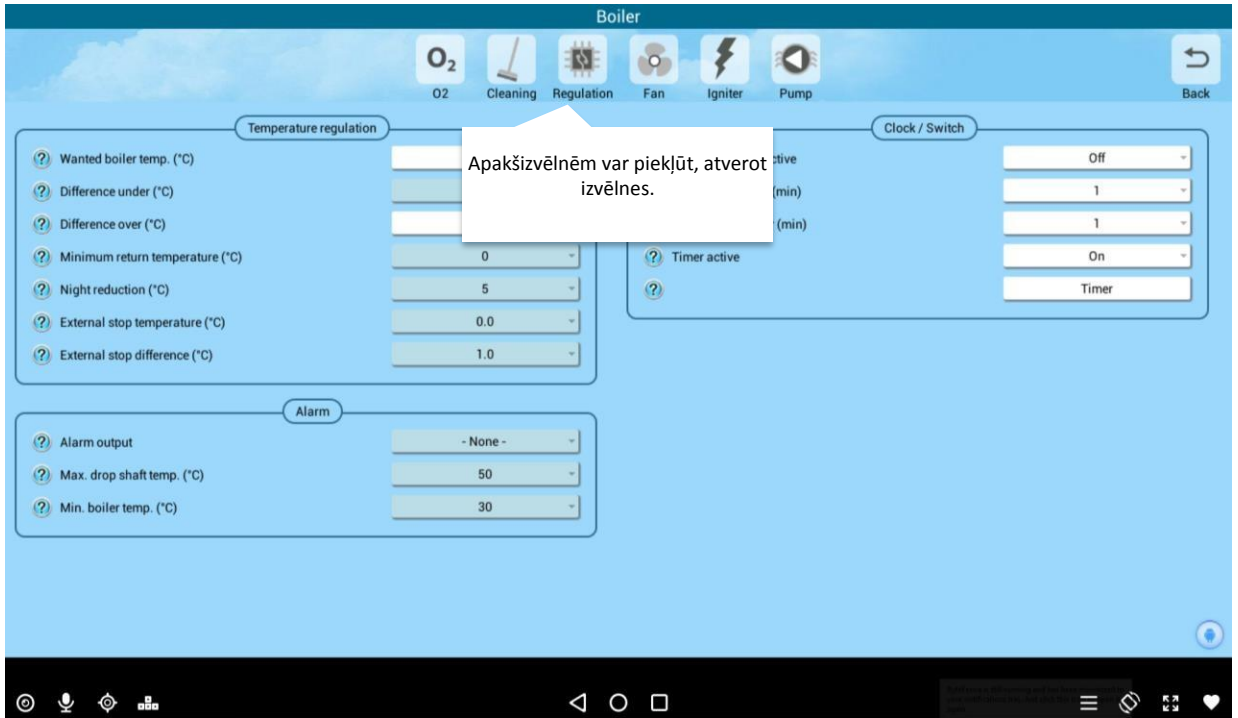 Boiler
O₂
O2
Cleaning
Regulation
Fan
Igniter
Pump
Back
Apakšizvēlnēm var piekļūt, atverot
izvēlnes.
Temperature regulation
Wanted boiler temp. (°C)
Difference under (°C)
Difference over (°C)
Minimum return temperature (°C) 0
Night reduction (°C) 5
External stop temperature (°C) 0.0
External stop difference (°C) 1.0
Alarm
Alarm output - None -
Max. drop shaft temp. (°C) 50
Min. boiler temp. (°C) 30
Clock / Switch
Off
(min) 1
(min) 1
Timer active On
Timer